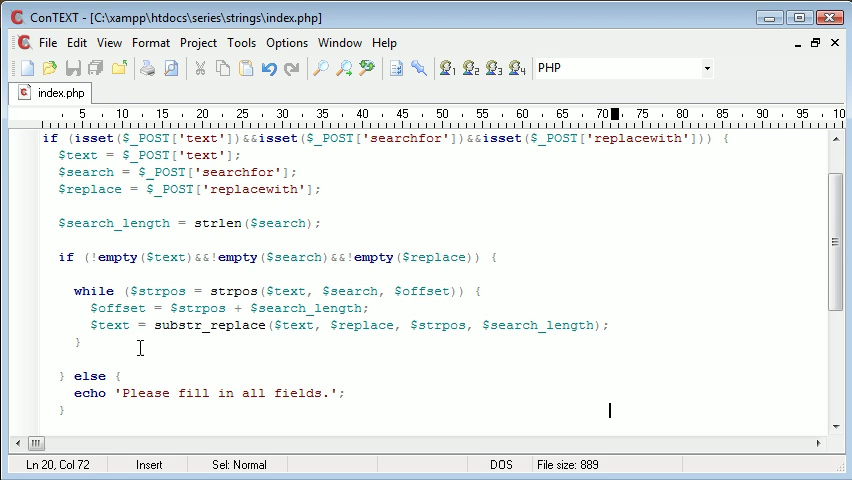 ConTEXT - [C:\xampp\htdocs\series\strings\index.php]
File Edit View Format Project Tools Options Window Help
1 2 3 4 PHP
index.php
5 10 15 20 25 30 35 40 45 50 55 60 65 70 75 80 85 90 95 10
if (isset($_POST['text'])&&isset($_POST['searchfor'])&&isset($_POST['replacewith'])) {
$text = $_POST['text'];
$search = $_POST['searchfor'];
$replace = $_POST['replacewith'];
$search_length = strlen($search);
if (!empty($text)&&!empty($search)&&!empty($replace)) {
while ($strpos = strpos($text, $search, $offset)) {
$offset = $strpos + $search_length;
$text = substr_replace($text, $replace, $strpos, $search_length);
}
} else {
echo 'Please fill in all fields.';
}
Ln 20, Col 72 Insert Sel: Normal DOS File size: 889